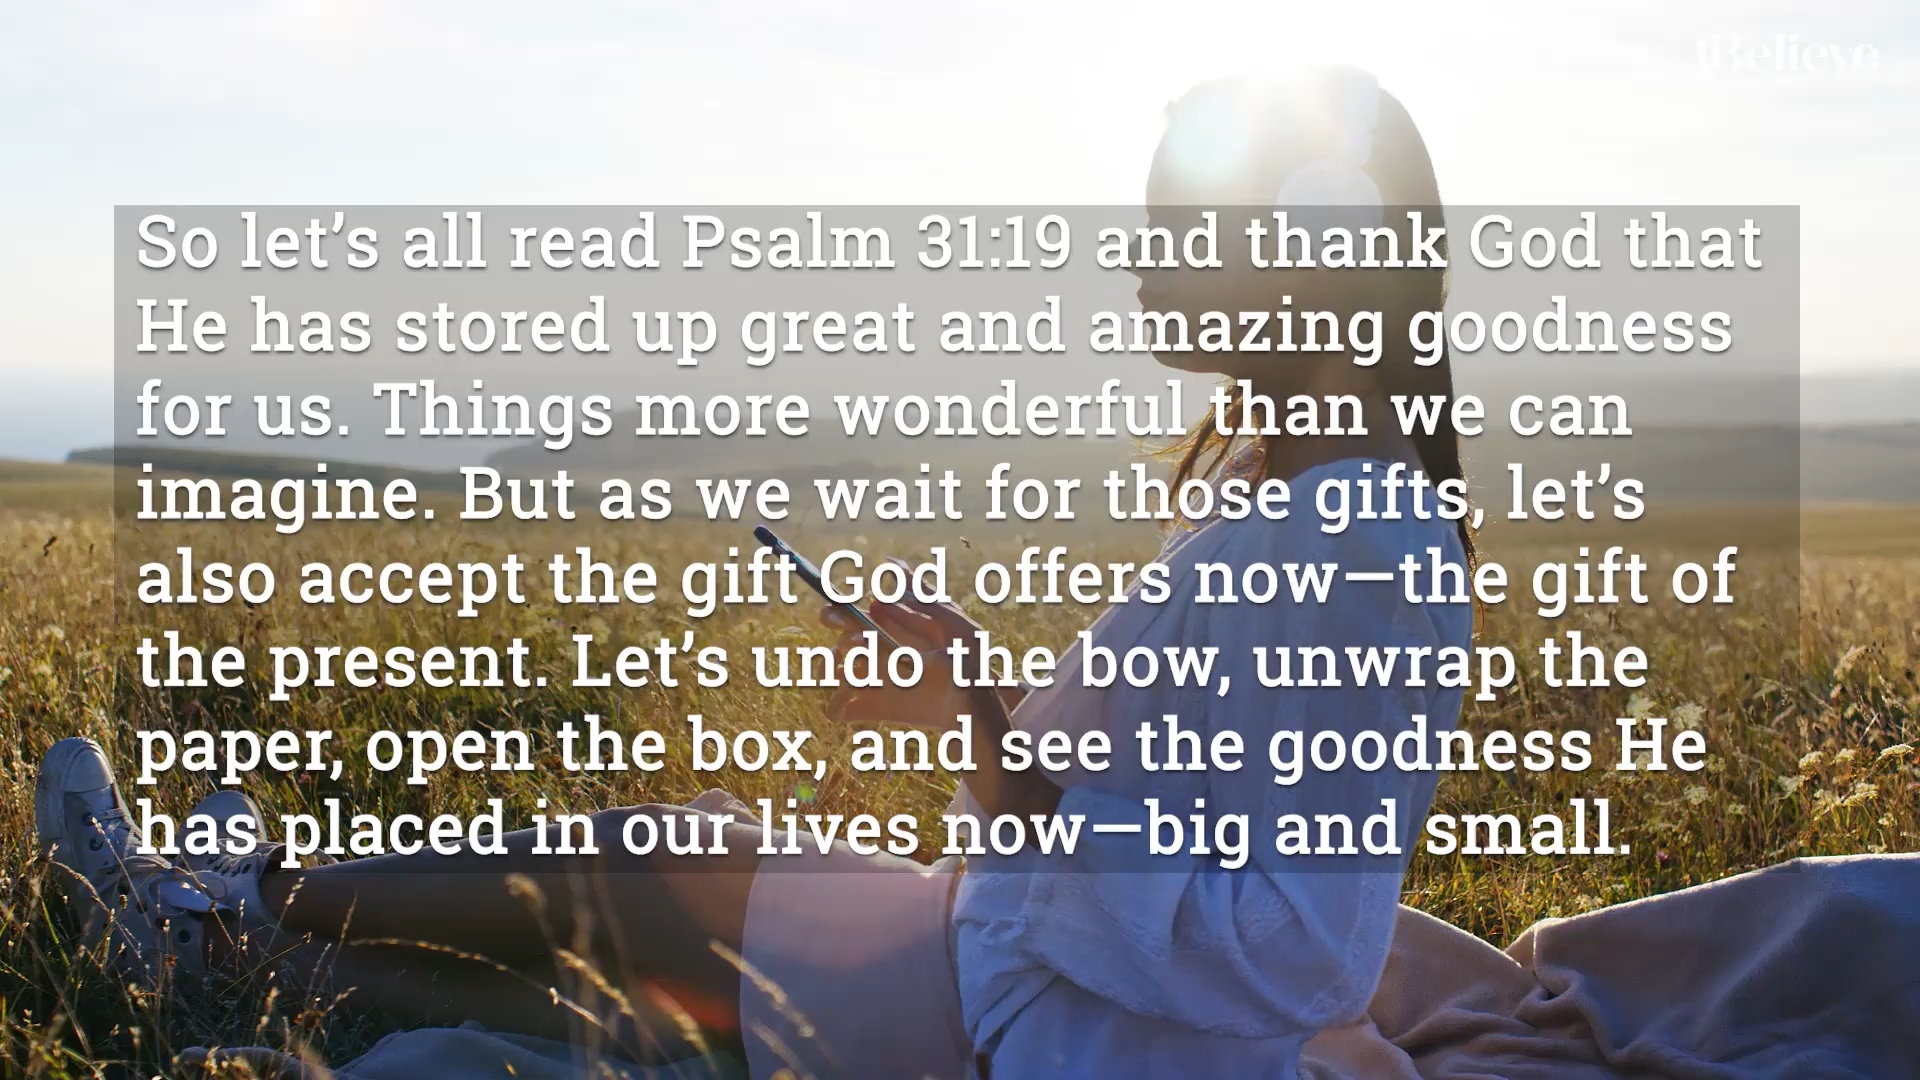 iBelieve
So let’s all read Psalm 31:19 and thank God that
He has stored up great and amazing goodness
for us. Things more wonderful than we can
imagine. But as we wait for those gifts, let’s
also accept the gift God offers now—the gift of
the present. Let’s undo the bow, unwrap the
paper, open the box, and see the goodness He
has placed in our lives now—big and small.